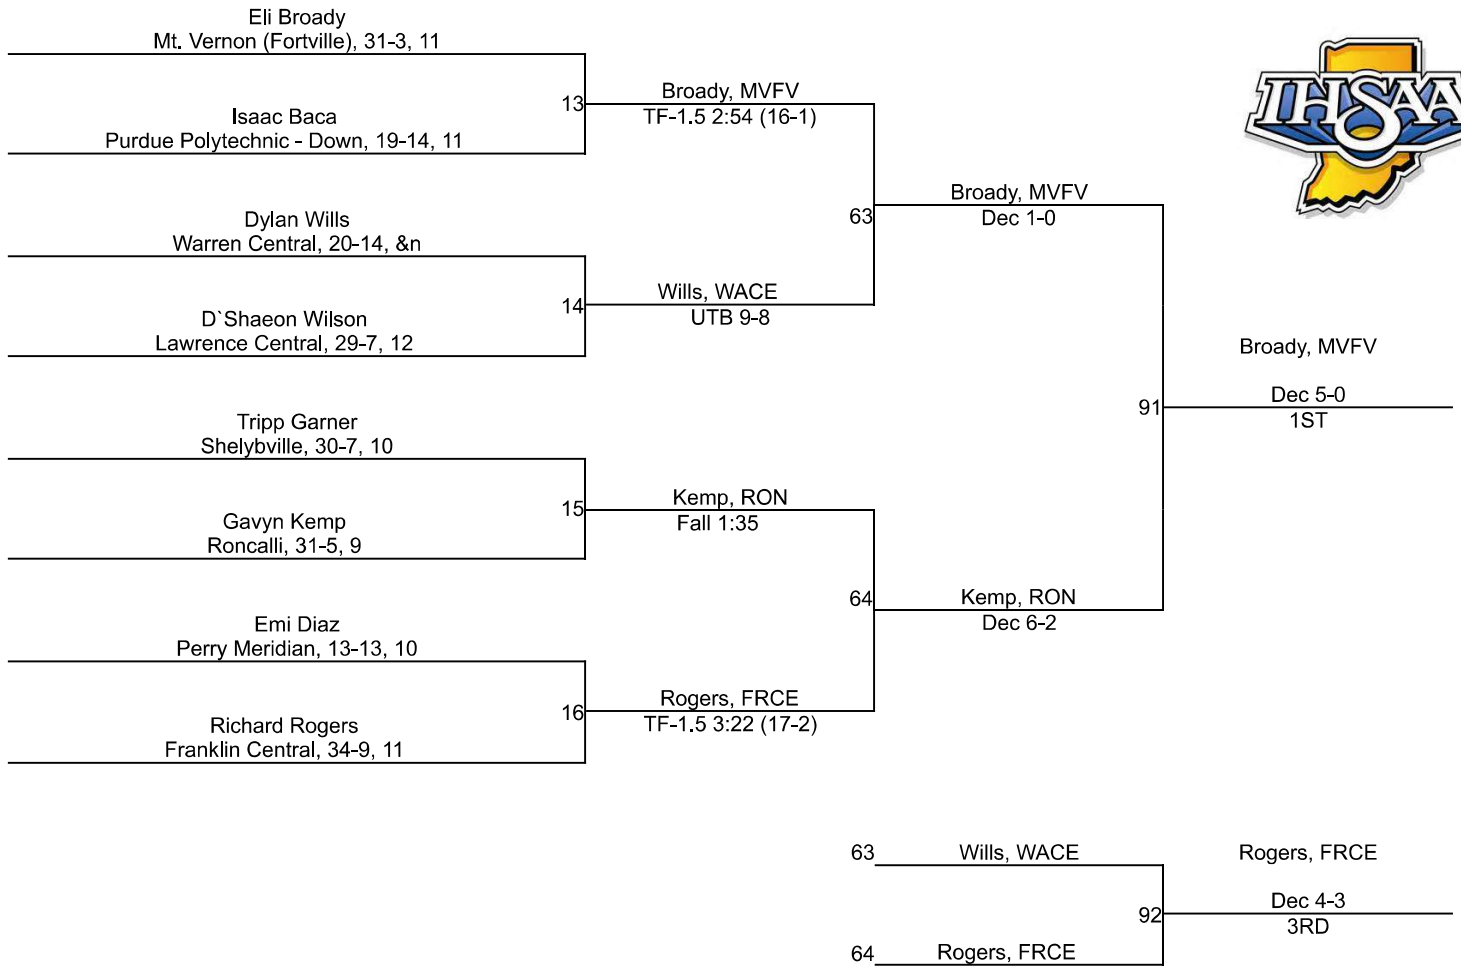 Eli Broady
Mt. Vernon (Fortville), 31-3, 11
13
Broady, MVFV
TF-1.5 2:54 (16-1)
Isaac Baca
Purdue Polytechnic - Down, 19-14, 11
IHSAA
63
Broady, MVFV
Dec 1-0
Dylan Wills
Warren Central, 20-14, &n
14
Wills, WACE
UTB 9-8
D`Shaeon Wilson
Lawrence Central, 29-7, 12
Broady, MVFV
91
Dec 5-0
1ST
Tripp Garner
Shelybville, 30-7, 10
15
Kemp, RON
Fall 1:35
Gavyn Kemp
Roncalli, 31-5, 9
64
Kemp, RON
Dec 6-2
Emi Diaz
Perry Meridian, 13-13, 10
16
Rogers, FRCE
TF-1.5 3:22 (17-2)
Richard Rogers
Franklin Central, 34-9, 11
63
Wills, WACE
Rogers, FRCE
92
Dec 4-3
3RD
64
Rogers, FRCE